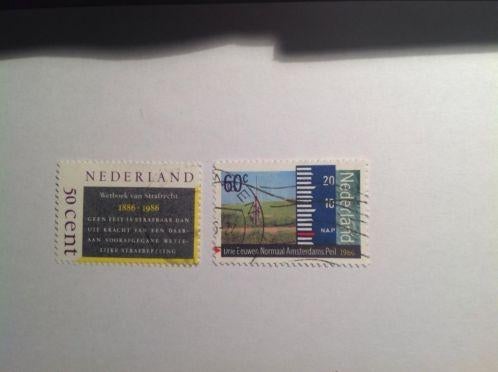 NEDERLAND
50 cent
Wetboek van Strafrecht
1886 - 1986
GEEN FEIT IS STRAFBAAR DAN
UIT KRACHT VAN EEN DAAR-
AAN VOORAFGEGANE WETTE-
LIJKE STRAFBEPALING
60c
20
10
NAP
Nederland
Drie Eeuwen Normaal Amsterdams Peil 1984